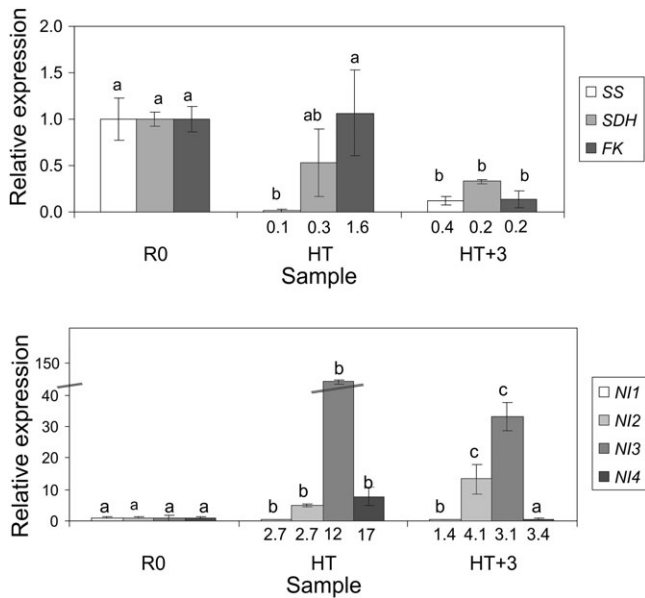 Relative expression
2.0
1.5
1.0
0.5
0.0
a a a
b ab a
b b b
0.1 0.3 1.6
0.4 0.2 0.2
R0 HT HT+3
Sample
SS
SDH
FK
Relative expression
150
40
30
20
10
0
a a a a
b b b b
b c c a
2.7 2.7 12 17
1.4 4.1 3.1 3.4
R0 HT HT+3
Sample
NI1
NI2
NI3
NI4